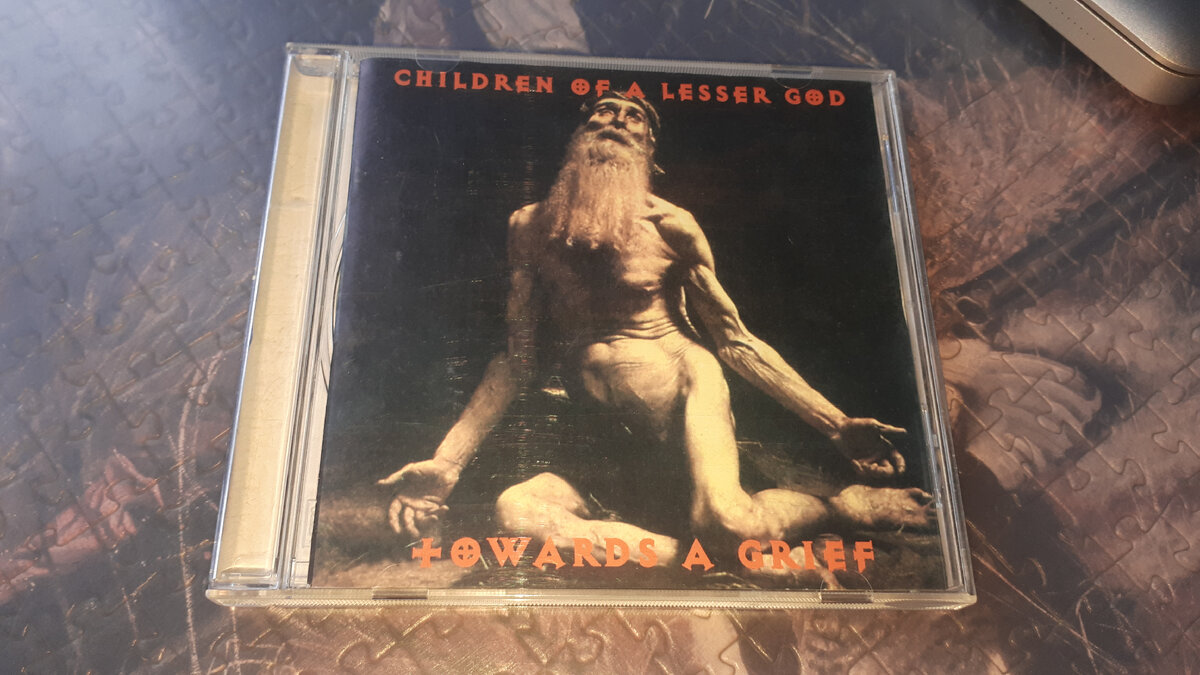 CHILDREN OF A LESSER GOD
TOWARDS A GRIEF